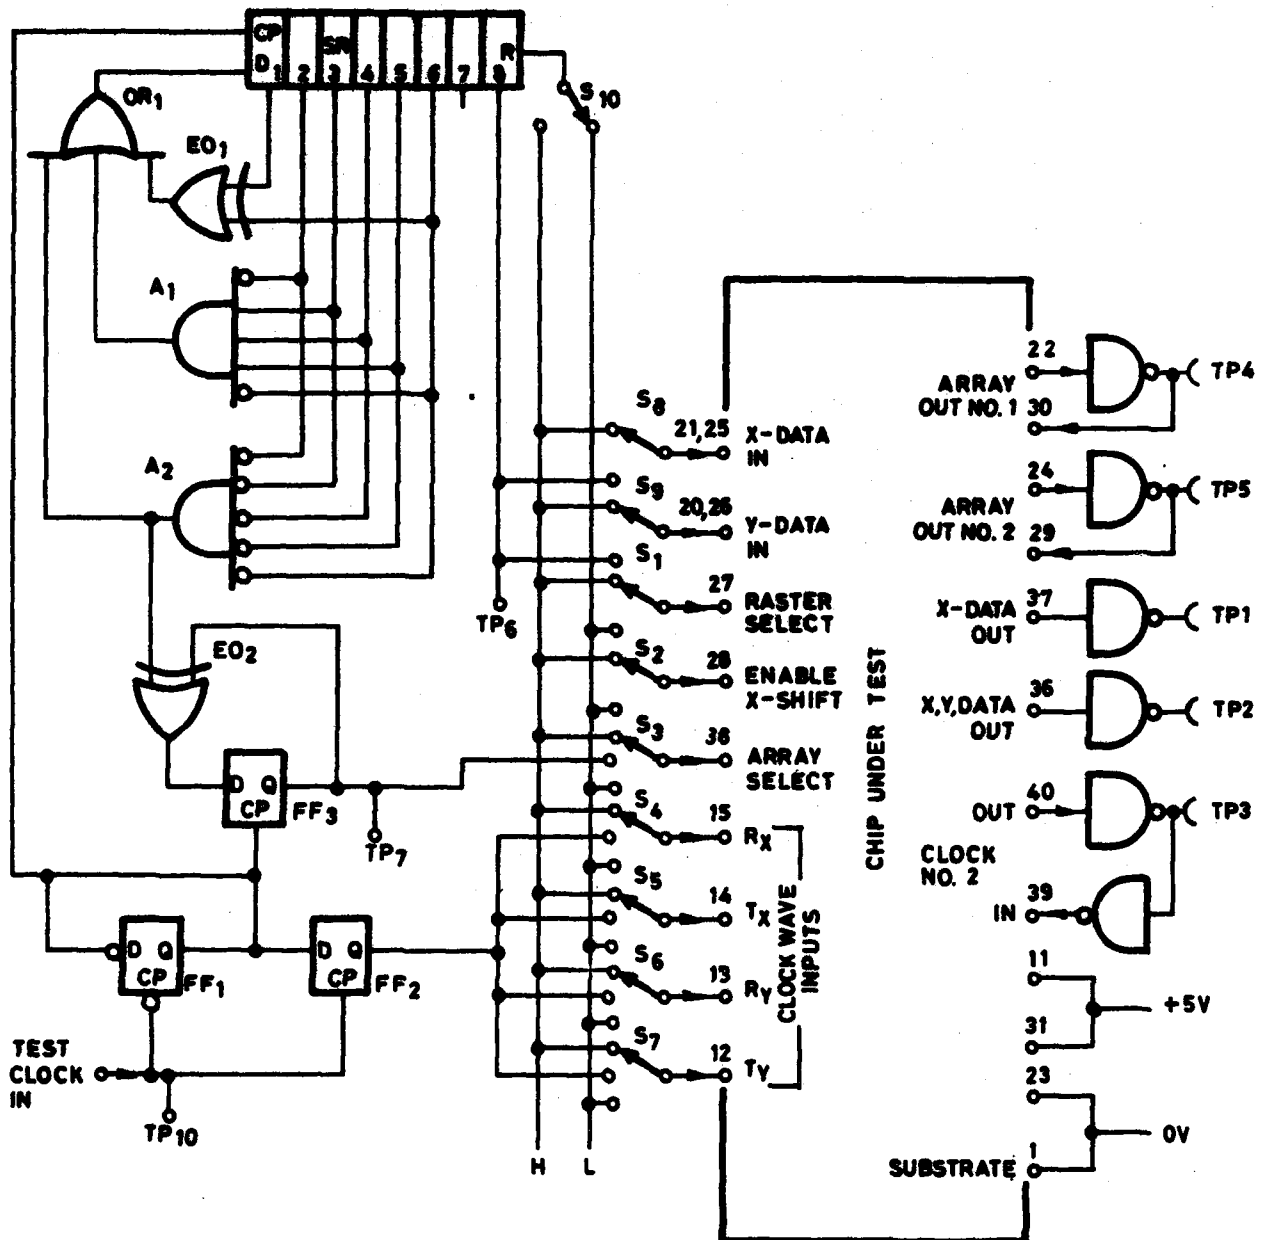 CP SR R
D 1 2 3 4 5 6 7 8
OR1
S10
EO1
A1
A2
EO2
TP6
D Q
CP
FF3
TP7
D Q
CP
FF1
D Q
CP
FF2
TEST
CLOCK
IN
TP10
H L
S8
21,25
X-DATA
IN
S9
20,26
Y-DATA
IN
S1
27
RASTER
SELECT
S2
28
ENABLE
X-SHIFT
S3
38
ARRAY
SELECT
S4
15
RX
S5
14
TX
S6
13
RY
S7
12
TY
CLOCK WAVE
INPUTS
CHIP UNDER TEST
22
ARRAY
OUT NO. 1 30
TP4
24
ARRAY
OUT NO. 2 29
TP5
X-DATA 37
OUT
TP1
X,Y,DATA 36
OUT
TP2
40
OUT
TP3
CLOCK
NO. 2
39
IN
11
+5V
31
23
0V
SUBSTRATE 1